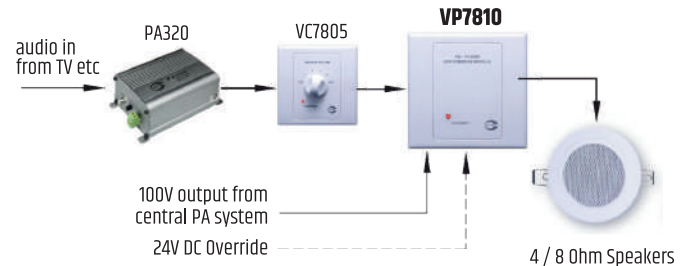 VP7810
PA320
VC7805
audio in
from TV etc
100V output from
central PA system
24V DC Override
4 / 8 Ohm Speakers